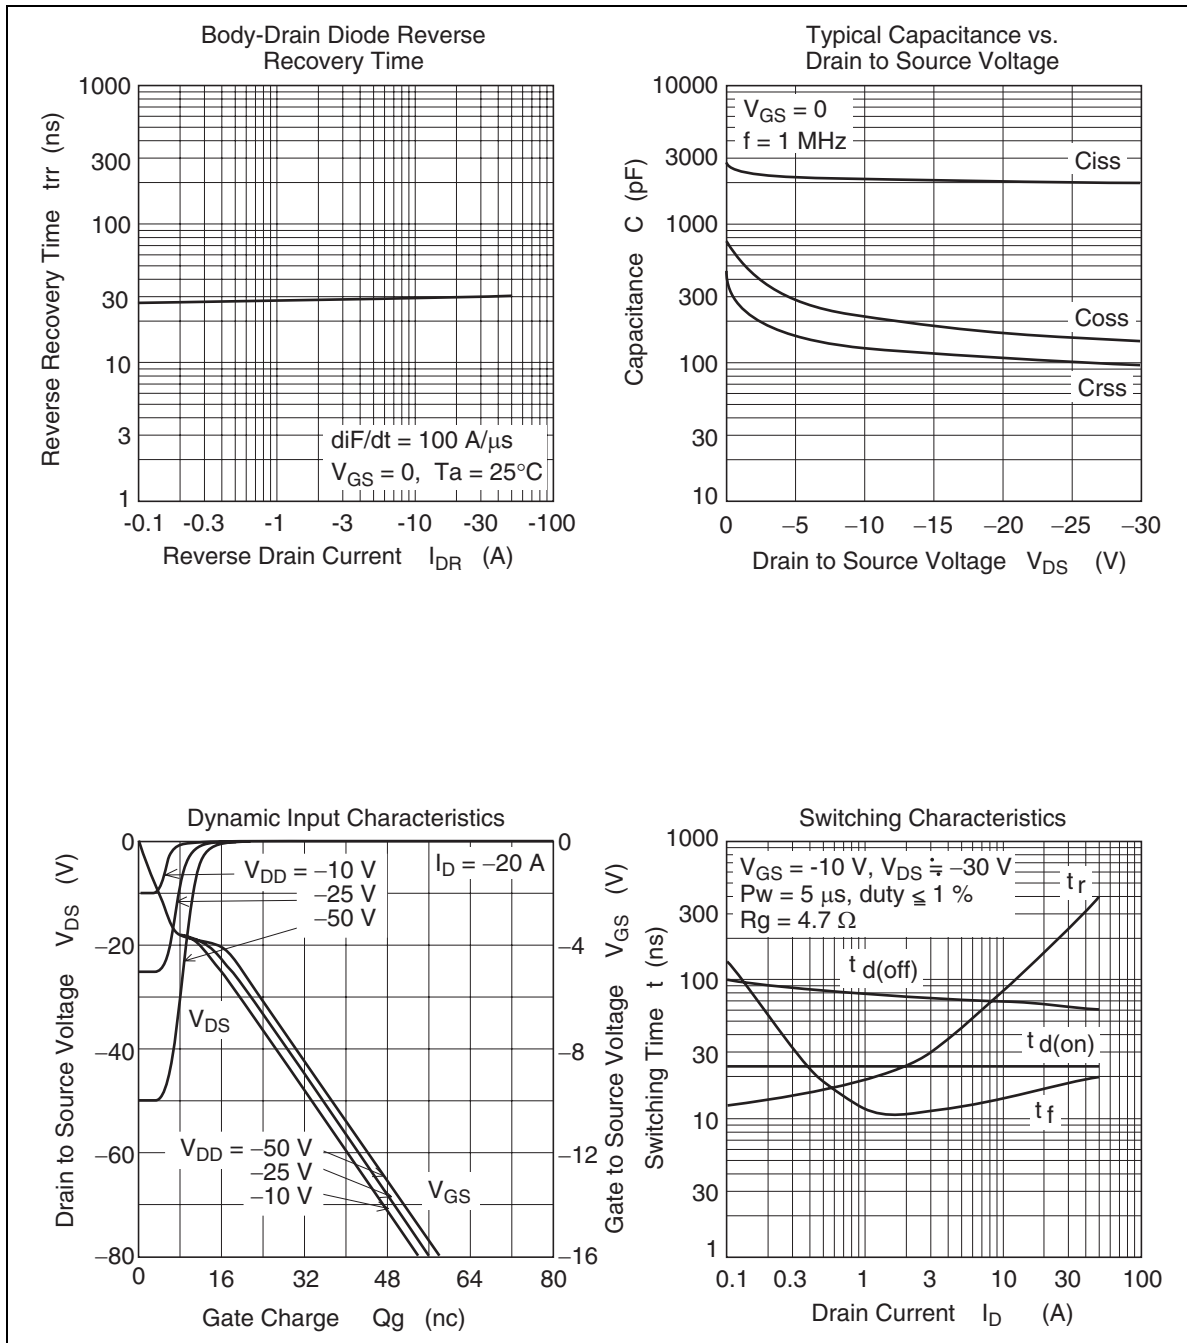 Body-Drain Diode Reverse
Recovery Time
1000
300
100
30
10
3
1
Reverse Recovery Time trr (ns)
diF/dt = 100 A/μs
VGS = 0, Ta = 25°C
-0.1 -0.3 -1 -3 -10 -30 -100
Reverse Drain Current IDR (A)
Typical Capacitance vs.
Drain to Source Voltage
10000
3000
1000
300
100
30
10
Capacitance C (pF)
VGS = 0
f = 1 MHz
Ciss
Coss
Crss
0 –5 –10 –15 –20 –25 –30
Drain to Source Voltage VDS (V)
Dynamic Input Characteristics
0
–20
–40
–60
–80
Drain to Source Voltage VDS (V)
VDD = –10 V
–25 V
–50 V
ID = –20 A
VDS
VDD = –50 V
–25 V
–10 V
VGS
0
–4
–8
–12
–16
Gate to Source Voltage VGS (V)
0 16 32 48 64 80
Gate Charge Qg (nc)
Switching Characteristics
1000
300
100
30
10
30
1
Switching Time t (ns)
VGS = -10 V, VDS ≒ –30 V
Pw = 5 μs, duty ≦ 1 %
Rg = 4.7 Ω
tr
td(off)
td(on)
tf
0.1 0.3 1 3 10 30 100
Drain Current ID (A)